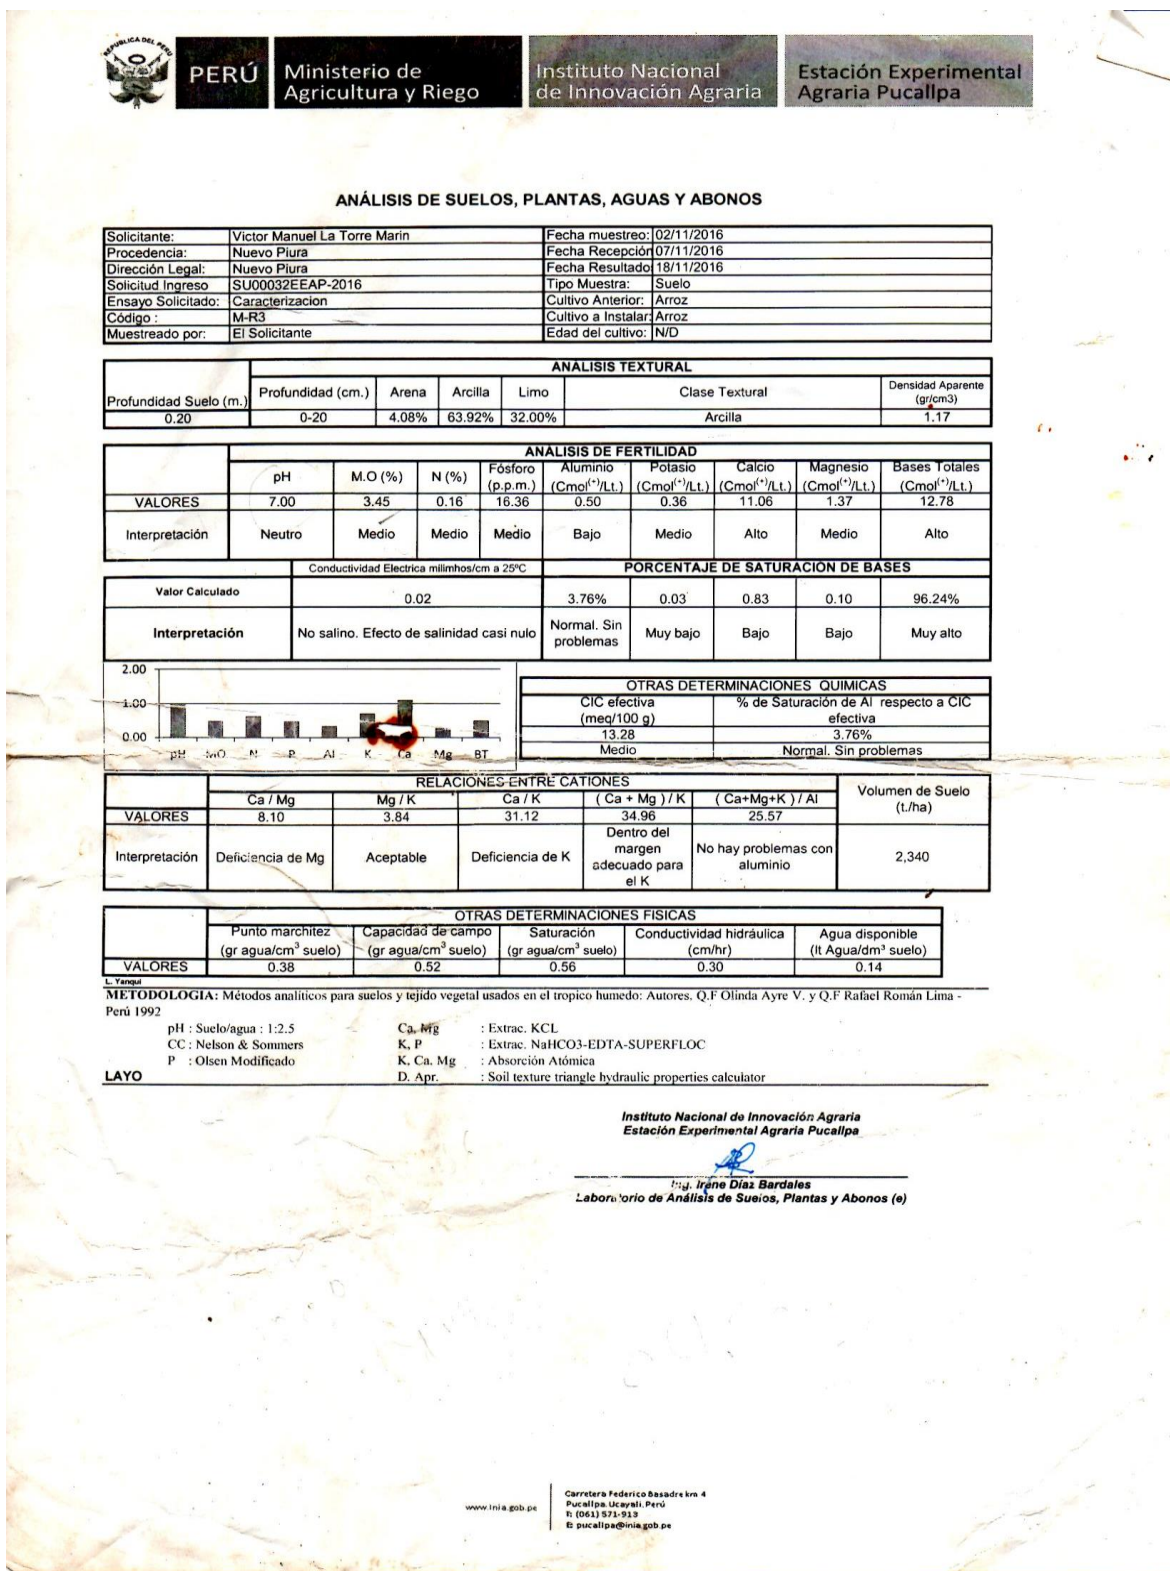 REPUBLICA DEL PERU
PERÚ
Ministerio de
Agricultura y Riego
Instituto Nacional
de Innovación Agraria
Estación Experimental
Agraria Pucallpa
ANÁLISIS DE SUELOS, PLANTAS, AGUAS Y ABONOS
Solicitante: Victor Manuel La Torre Marin Fecha muestreo: 02/11/2016
Procedencia: Nuevo Piura Fecha Recepción 07/11/2016
Dirección Legal: Nuevo Piura Fecha Resultado 18/11/2016
Solicitud Ingreso SU00032EEAP-2016 Tipo Muestra: Suelo
Ensayo Solicitado: Caracterizacion Cultivo Anterior: Arroz
Código : M-R3 Cultivo a Instalar: Arroz
Muestreado por: El Solicitante Edad del cultivo: N/D
ANÁLISIS TEXTURAL
Profundidad Suelo (m.) Profundidad (cm.) Arena Arcilla Limo Clase Textural Densidad Aparente (gr/cm3)
0.20 0-20 4.08% 63.92% 32.00% Arcilla 1.17
ANÁLISIS DE FERTILIDAD
pH M.O (%) N (%) Fósforo (p.p.m.) Aluminio (Cmol(+)/Lt.) Potasio (Cmol(+)/Lt.) Calcio (Cmol(+)/Lt.) Magnesio (Cmol(+)/Lt.) Bases Totales (Cmol(+)/Lt.)
VALORES 7.00 3.45 0.16 16.36 0.50 0.36 11.06 1.37 12.78
Interpretación Neutro Medio Medio Medio Bajo Medio Alto Medio Alto
Conductividad Electrica milimhos/cm a 25ºC PORCENTAJE DE SATURACIÓN DE BASES
Valor Calculado 0.02 3.76% 0.03 0.83 0.10 96.24%
Interpretación No salino. Efecto de salinidad casi nulo Normal. Sin problemas Muy bajo Bajo Bajo Muy alto
2.00
1.00
0.00
pH MO N P Al K Ca Mg BT
OTRAS DETERMINACIONES QUIMICAS
CIC efectiva (meq/100 g) % de Saturación de Al respecto a CIC efectiva
13.28 3.76%
Medio Normal. Sin problemas
RELACIONES ENTRE CATIONES
Ca / Mg Mg / K Ca / K ( Ca + Mg ) / K ( Ca+Mg+K ) / Al Volumen de Suelo (t./ha)
VALORES 8.10 3.84 31.12 34.96 25.57
Interpretación Deficiencia de Mg Aceptable Deficiencia de K Dentro del margen adecuado para el K No hay problemas con aluminio 2,340
OTRAS DETERMINACIONES FISICAS
Punto marchitez (gr agua/cm3 suelo) Capacidad de campo (gr agua/cm3 suelo) Saturación (gr agua/cm3 suelo) Conductividad hidráulica (cm/hr) Agua disponible (lt Agua/dm³ suelo)
VALORES 0.38 0.52 0.56 0.30 0.14
L. Yanqui
METODOLOGIA: Métodos analíticos para suelos y tejido vegetal usados en el tropico humedo: Autores. Q.F Olinda Ayre V. y Q.F Rafael Román Lima -
Perú 1992
pH : Suelo/agua : 1:2.5 Ca, Mg : Extrac. KCL
CC : Nelson & Sommers K, P : Extrac. NaHCO3-EDTA-SUPERFLOC
P : Olsen Modificado K, Ca. Mg : Absorción Atómica
LAYO D. Apr. : Soil texture triangle hydraulic properties calculator
Instituto Nacional de Innovación Agraria
Estación Experimental Agraria Pucallpa
Ing. Irene Díaz Bardales
Laboratorio de Análisis de Suelos, Plantas y Abonos (e)
www.inia.gob.pe
Carretera Federico Basadre km 4
Pucallpa, Ucayali, Perú
T: (061) 571-913
E: pucallpa@inia.gob.pe